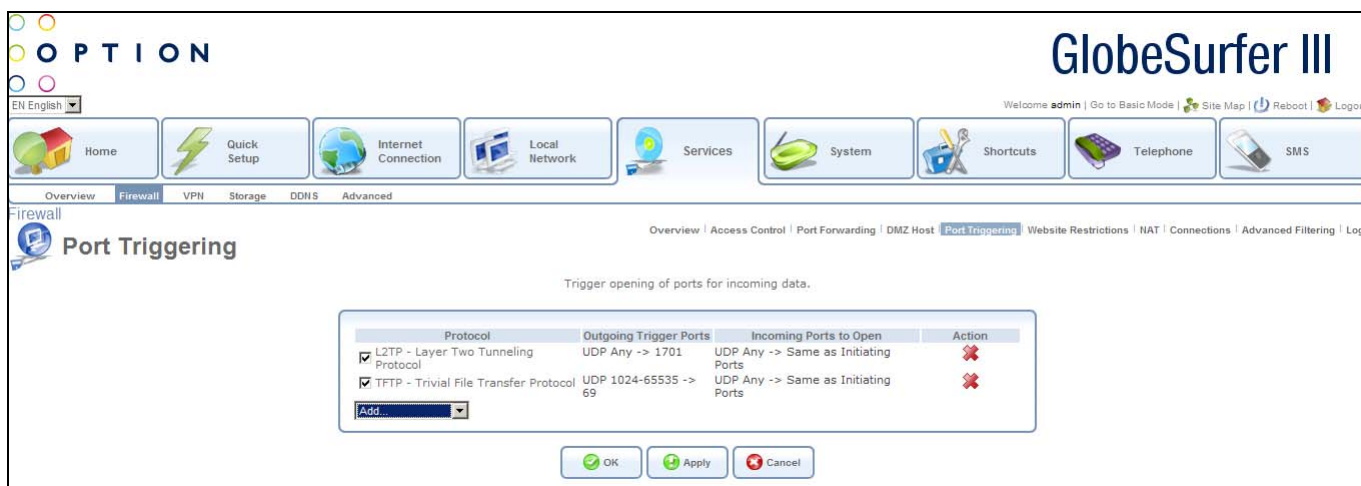 OPTION
GlobeSurfer III
EN English
Welcome admin | Go to Basic Mode | Site Map | Reboot | Logou
Home
Quick Setup
Internet Connection
Local Network
Services
System
Shortcuts
Telephone
SMS
Overview Firewall VPN Storage DDNS Advanced
Firewall
Port Triggering
Overview | Access Control | Port Forwarding | DMZ Host | Port Triggering | Website Restrictions | NAT | Connections | Advanced Filtering | Log
Trigger opening of ports for incoming data.
Protocol Outgoing Trigger Ports Incoming Ports to Open Action
L2TP - Layer Two Tunneling Protocol UDP Any -> 1701 UDP Any -> Same as Initiating Ports
TFTP - Trivial File Transfer Protocol UDP 1024-65535 -> 69 UDP Any -> Same as Initiating Ports
Add...
OK Apply Cancel